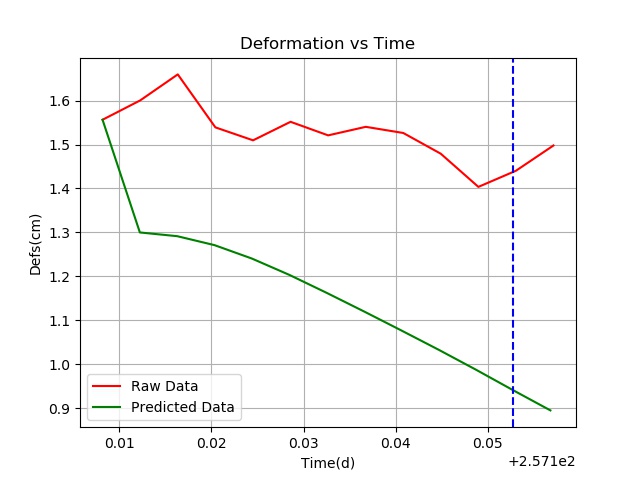 Deformation vs Time
Defs(cm)
1.6
1.5
1.4
1.3
1.2
1.1
1.0
0.9
Raw Data
Predicted Data
0.01
0.02
0.03
0.04
0.05
Time(d)
+2.571e2